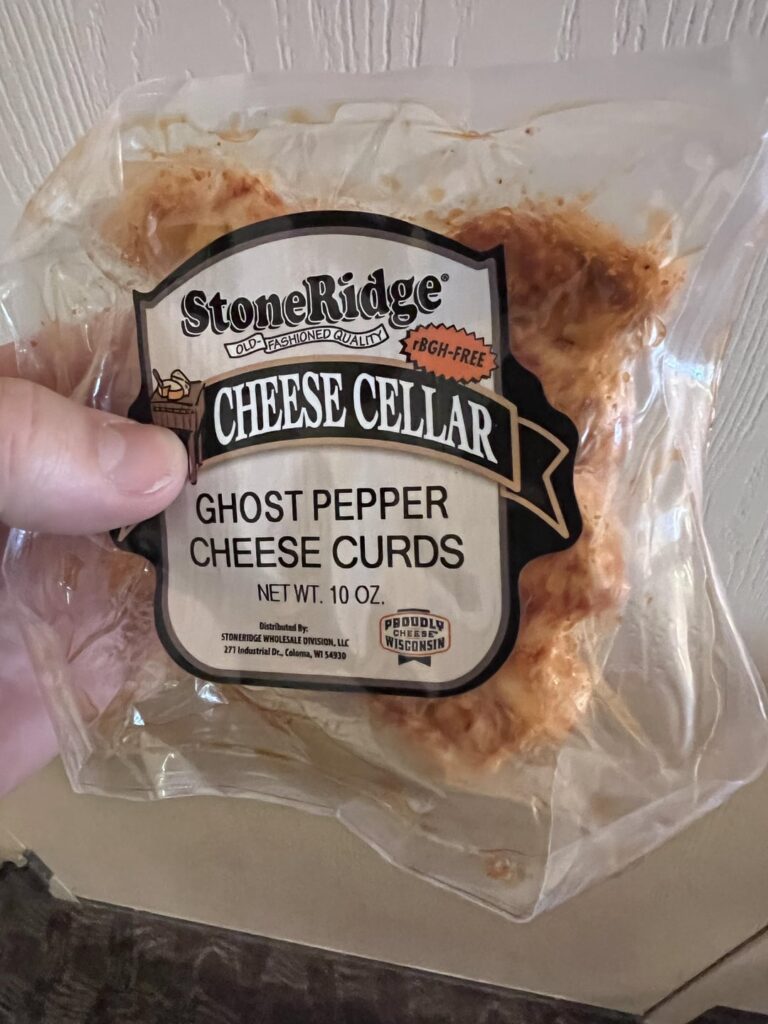 StoneRidge®
OLD-FASHIONED QUALITY
rBGH-FREE
CHEESE CELLAR
GHOST PEPPER
CHEESE CURDS
NET WT. 10 OZ.
Distributed By:
STONERIDGE WHOLESALE DIVISION, LLC
271 Industrial Dr., Coloma, WI 54930
PROUDLY
CHEESE
WISCONSIN